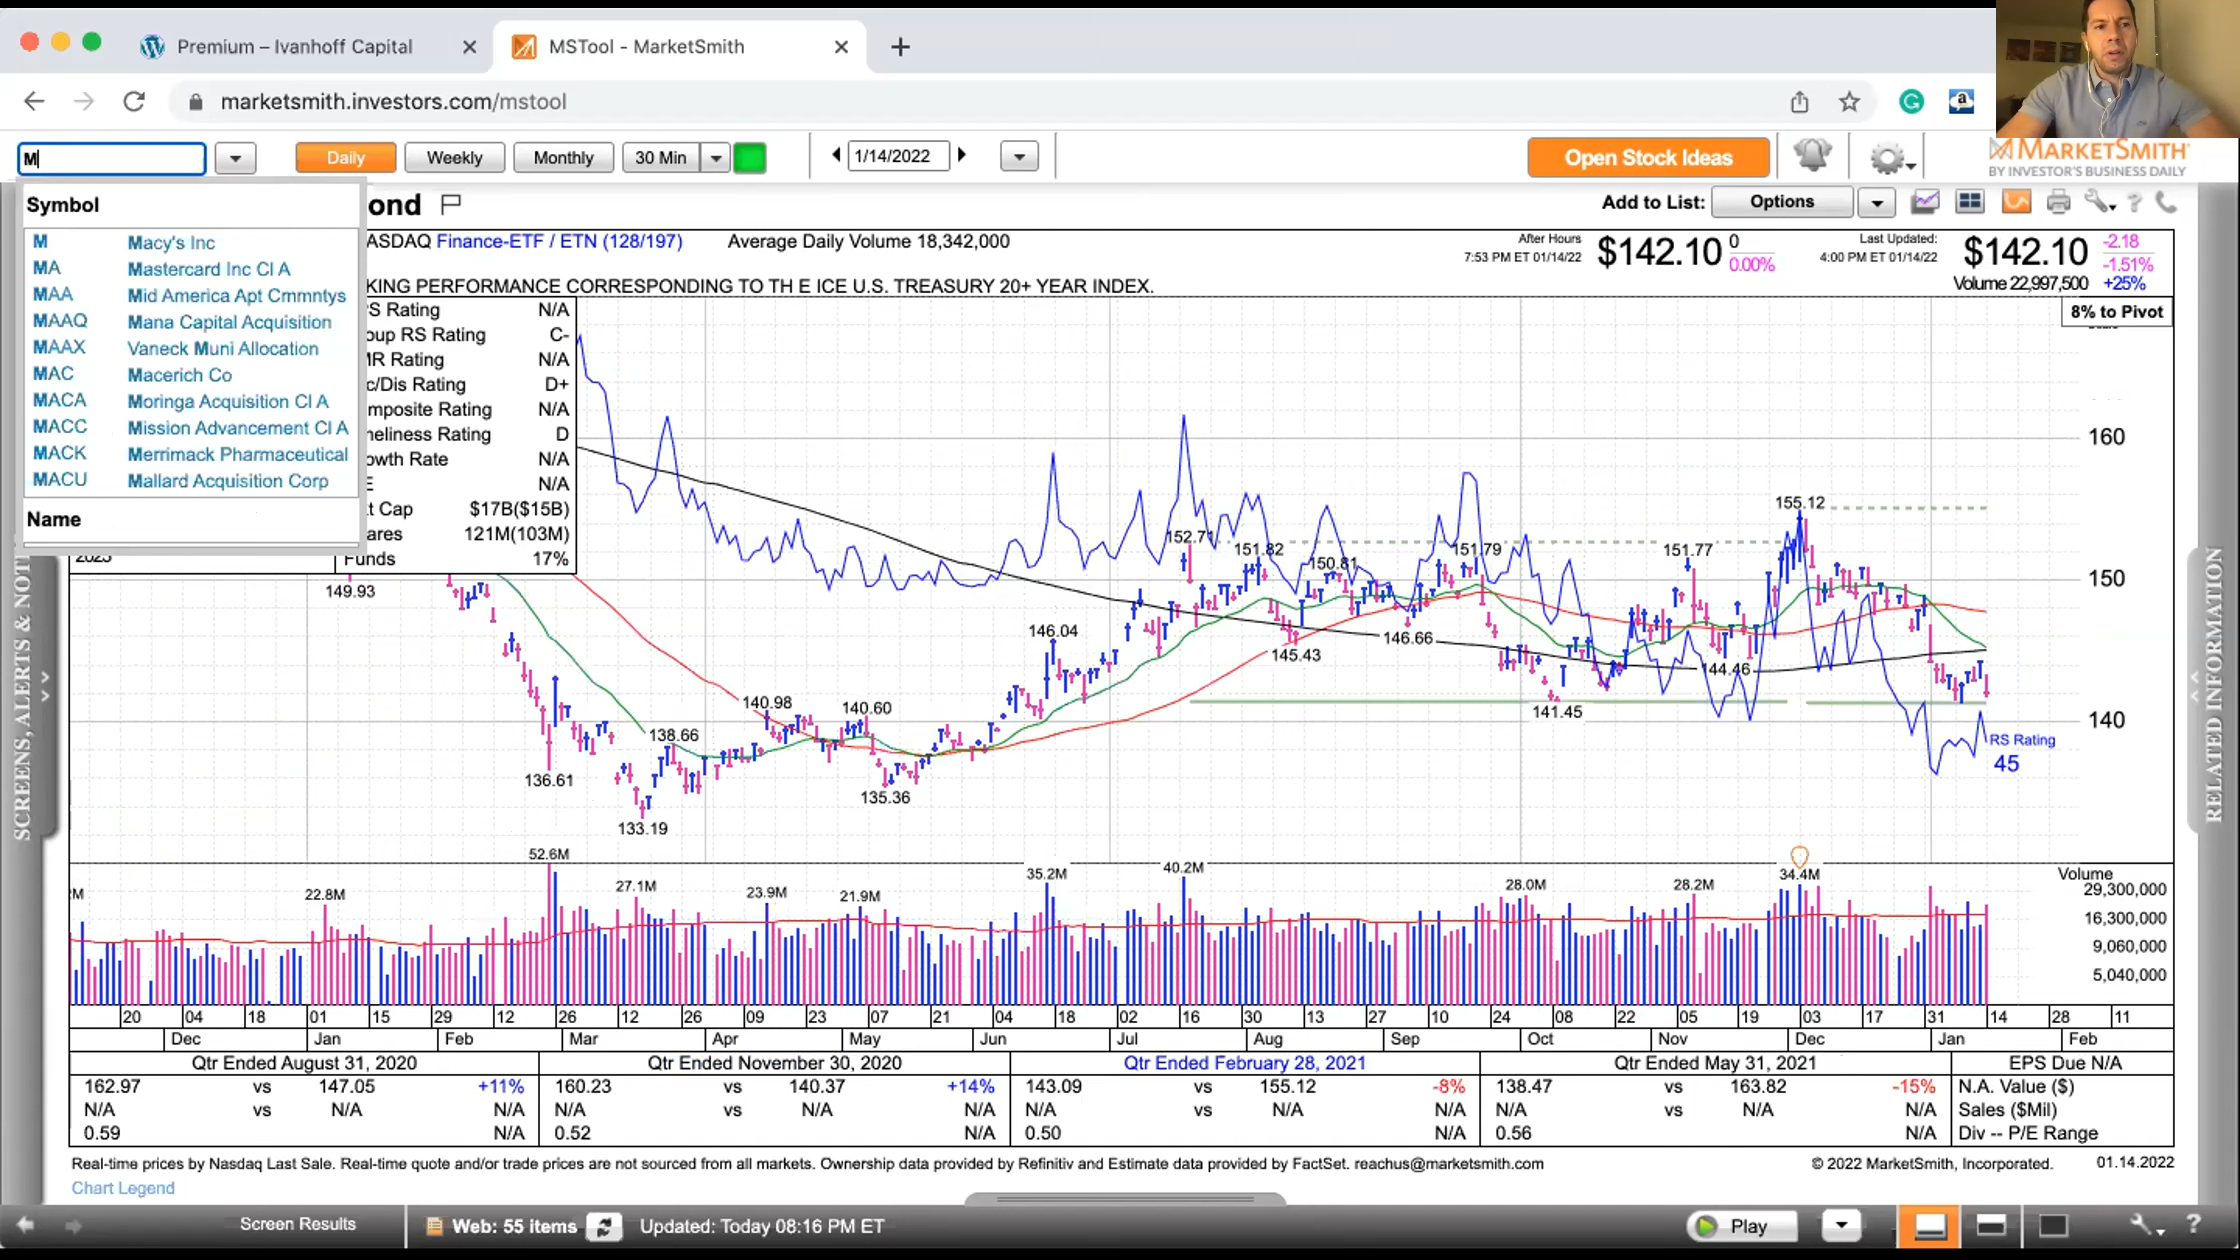 Premium – Ivanhoff Capital
MSTool - MarketSmith
marketsmith.investors.com/mstool
M
Daily
Weekly
Monthly
30 Min
1/14/2022
Open Stock Ideas
MARKETSMITH
BY INVESTOR'S BUSINESS DAILY
Symbol
M Macy's Inc
MA Mastercard Inc Cl A
MAA Mid America Apt Cmmntys
MAAQ Mana Capital Acquisition
MAAX Vaneck Muni Allocation
MAC Macerich Co
MACA Moringa Acquisition Cl A
MACC Mission Advancement Cl A
MACK Merrimack Pharmaceutical
MACU Mallard Acquisition Corp
Name
ond
Add to List: Options
ASDAQ Finance-ETF / ETN (128/197) Average Daily Volume 18,342,000
After Hours
7:53 PM ET 01/14/22
$142.10 0
0.00%
Last Updated:
4:00 PM ET 01/14/22
$142.10 -2.18
-1.51%
Volume 22,997,500 +25%
KING PERFORMANCE CORRESPONDING TO TH E ICE U.S. TREASURY 20+ YEAR INDEX.
8% to Pivot
S Rating N/A
oup RS Rating C-
R Rating N/A
c/Dis Rating D+
mposite Rating N/A
neliness Rating D
owth Rate N/A
E N/A
t Cap $17B($15B)
ares 121M(103M)
Funds 17%
160
150
140
149.93
136.61
138.66
133.19
140.98
140.60
135.36
146.04
152.71
151.82
150.81
145.43
146.66
151.79
141.45
151.77
144.46
155.12
RS Rating
45
2M
22.8M
52.6M
27.1M
23.9M
21.9M
35.2M
40.2M
28.0M
28.2M
34.4M
Volume
29,300,000
16,300,000
9,060,000
5,040,000
20 04 18 01 15 29 12 26 12 26 09 23 07 21 04 18 02 16 30 13 27 10 24 08 22 05 19 03 17 31 14 28 11
Dec Jan Feb Mar Apr May Jun Jul Aug Sep Oct Nov Dec Jan Feb
Qtr Ended August 31, 2020 Qtr Ended November 30, 2020 Qtr Ended February 28, 2021 Qtr Ended May 31, 2021 EPS Due N/A
162.97 vs 147.05 +11% 160.23 vs 140.37 +14% 143.09 vs 155.12 -8% 138.47 vs 163.82 -15% N.A. Value ($)
N/A vs N/A N/A N/A vs N/A N/A N/A vs N/A N/A N/A vs N/A N/A Sales ($Mil)
0.59 N/A 0.52 N/A 0.50 N/A 0.56 N/A Div -- P/E Range
Real-time prices by Nasdaq Last Sale. Real-time quote and/or trade prices are not sourced from all markets. Ownership data provided by Refinitiv and Estimate data provided by FactSet. reachus@marketsmith.com
© 2022 MarketSmith, Incorporated. 01.14.2022
Chart Legend
SCREENS, ALERTS & NOT
RELATED INFORMATION
Screen Results
Web: 55 items
Updated: Today 08:16 PM ET
Play